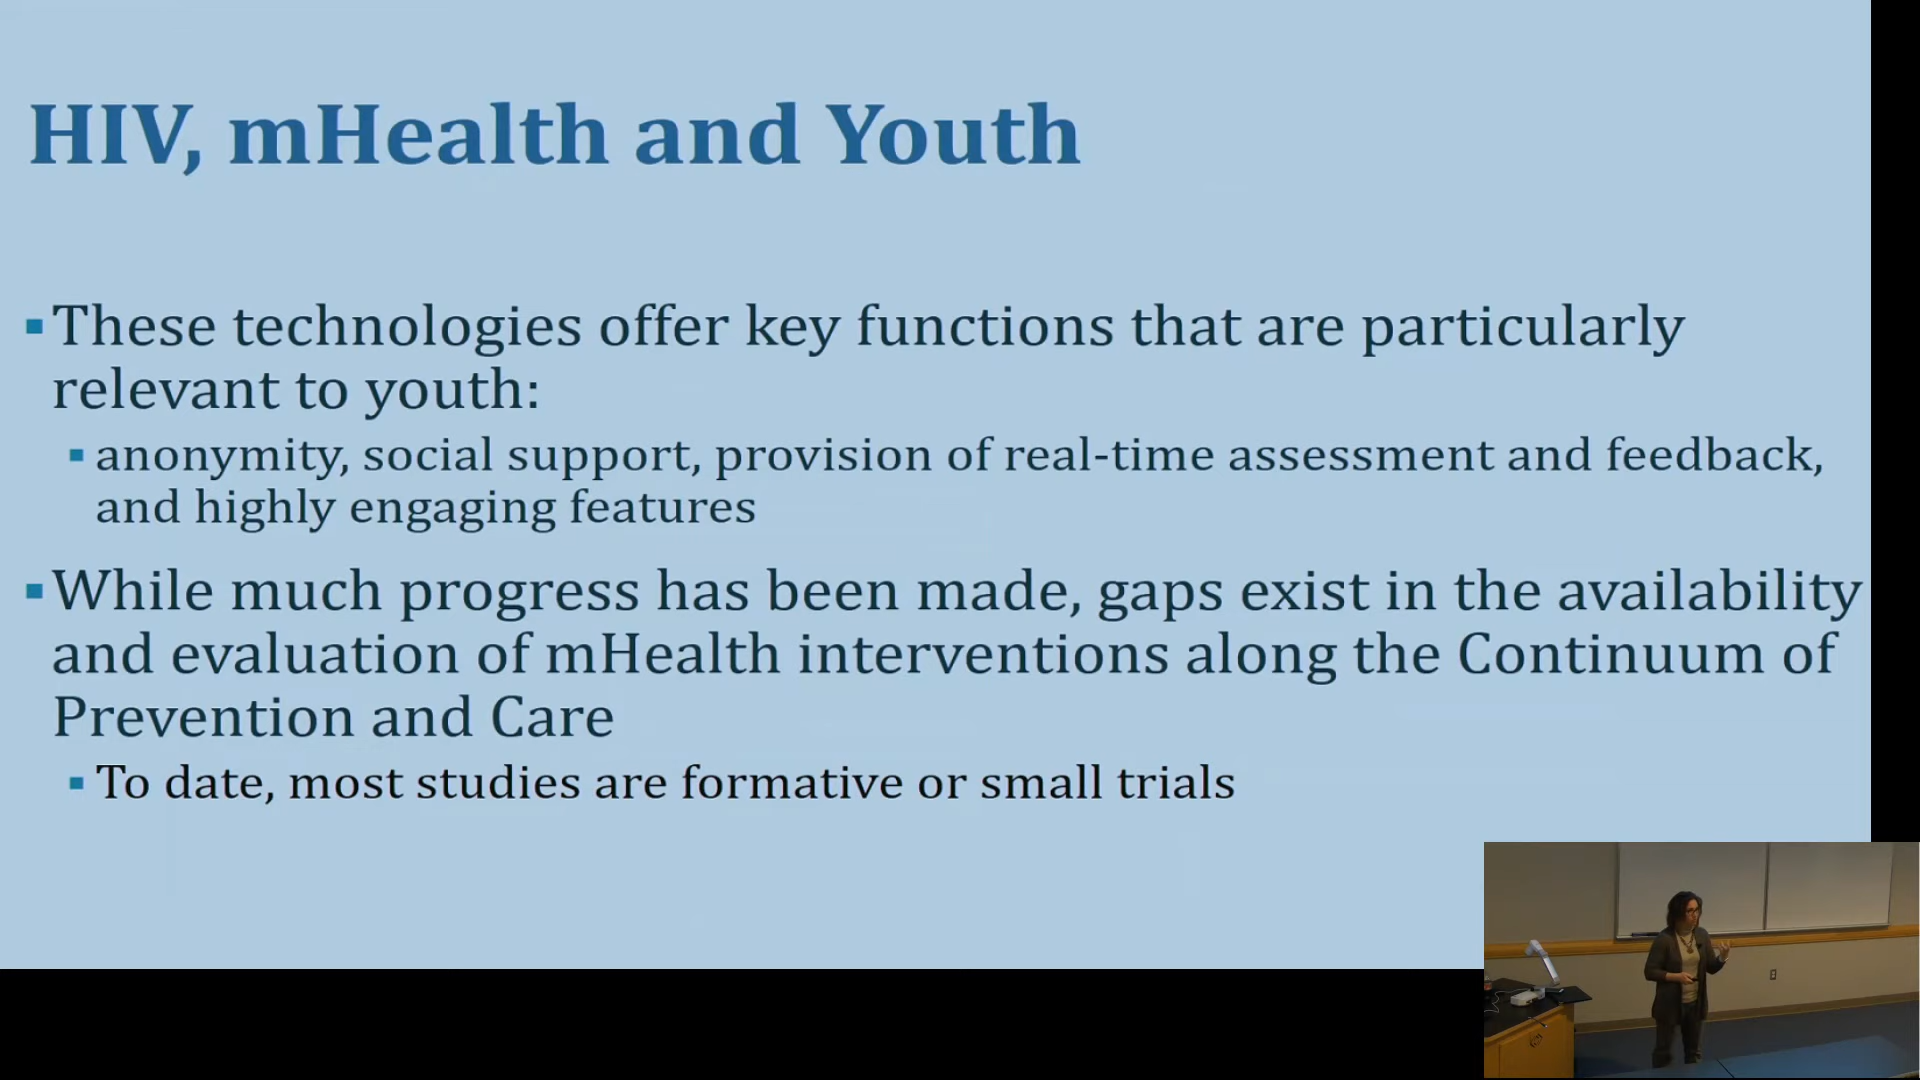 HIV, mHealth and Youth
▪These technologies offer key functions that are particularly
relevant to youth:
▪anonymity, social support, provision of real-time assessment and feedback,
and highly engaging features
▪While much progress has been made, gaps exist in the availability
and evaluation of mHealth interventions along the Continuum of
Prevention and Care
▪To date, most studies are formative or small trials